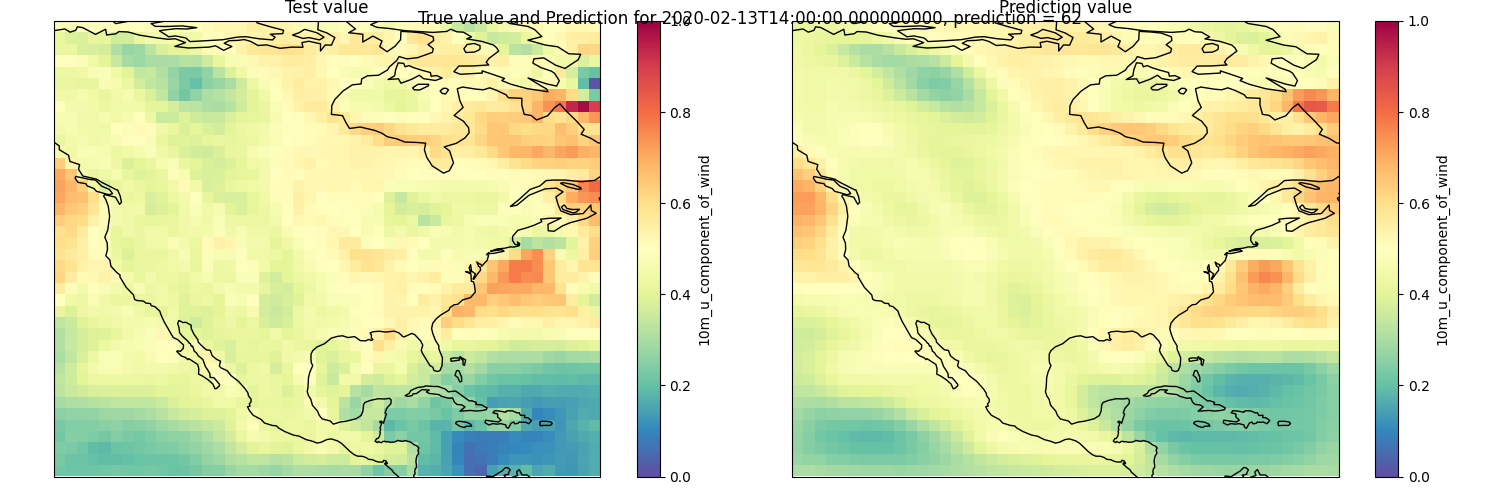 Test value
Prediction value
True value and Prediction for 2020-02-13T14:00:00.000000000, prediction = 62
1.0
0.8
0.6
0.4
0.2
0.0
10m_u_component_of_wind
1.0
0.8
0.6
0.4
0.2
0.0
10m_u_component_of_wind